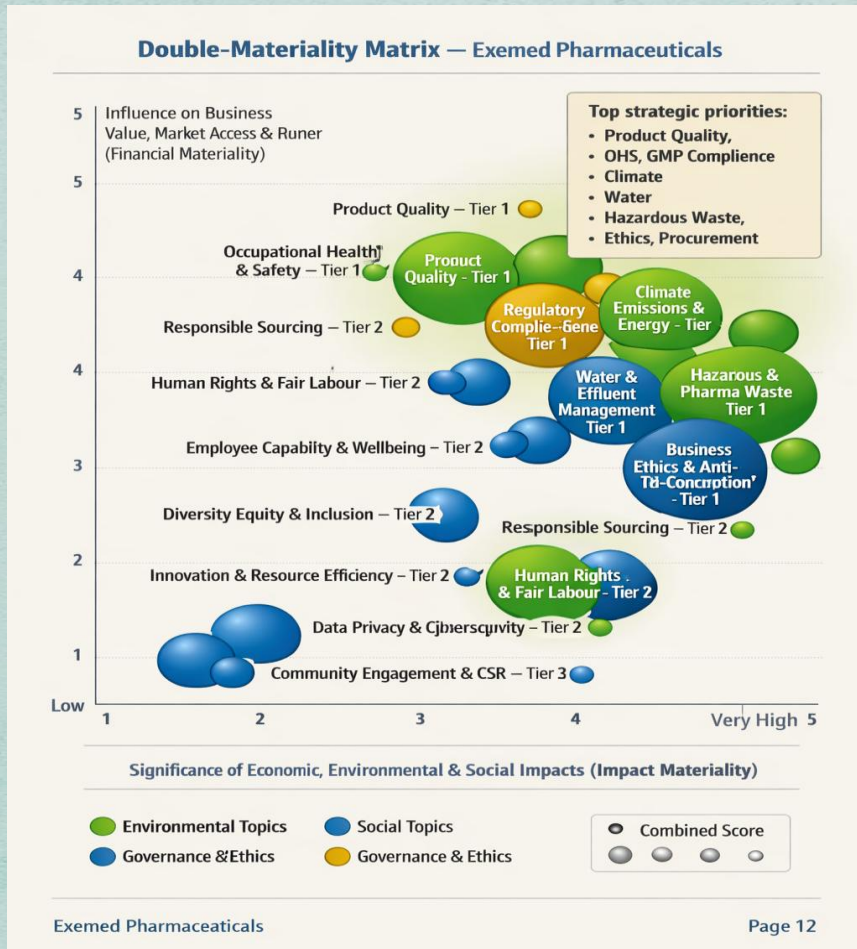 Double-Materiality Matrix — Exemed Pharmaceuticals
5
Influence on Business
Value, Market Access & Runer
(Financial Materiality)
Top strategic priorities:
• Product Quality,
• OHS, GMP Complience
• Climate
• Water
• Hazardous Waste,
• Ethics, Procurement
5
Product Quality – Tier 1
Occupational Health
& Safety – Tier 1
4
Proouct
Quality - Tier 1
Climate
Emissions &
Energy - Tier
Regulatory
Complie--6ene
Tier 1
Responsible Sourcing – Tier 2
4
Human Rights & Fair Labour – Tier 2
Water &
Effluent
Management
Tier 1
Hazarıous &
Pharma Waste
Tier 1
Employee Capability & Wellbeing – Tier 2
3
Business
Ethics & Anti-
- Tier 1
Diversity Equity & Inclusion – Tier 2
Responsible Sourcing – Tier 2
2
Innovation & Resource Efficiency – Tier 2
Human Rights .
& Fair Labour - Tier 2
1
Data Privacy & – Tier 2
Community Engagement & CSR – Tier 3
Low
1
2
3
4
Very High 5
Significance of Economic, Environmental & Social Impacts (Impact Materiality)
Environmental Topics
Social Topics
Governance & Ethics
Governance & Ethics
Combined Score
Exemed Pharmaceaticals
Page 12